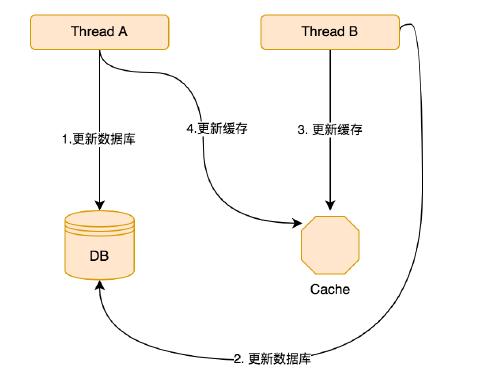 Thread A
Thread B
1.更新数据库
4.更新缓存
3. 更新缓存
DB
Cache
2. 更新数据库